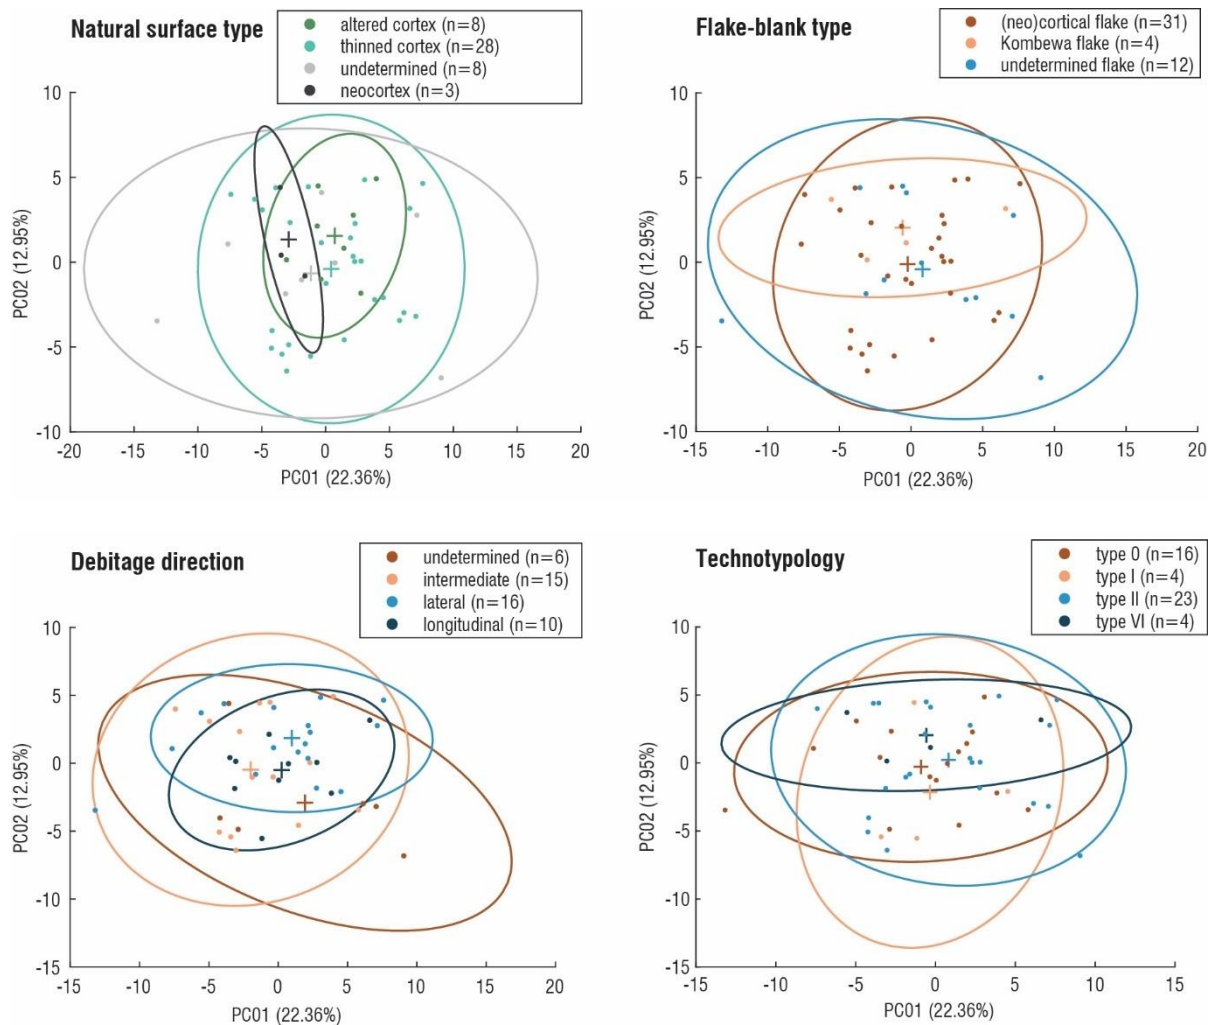 Natural surface type
altered cortex (n=8)
thinned cortex (n=28)
undetermined (n=8)
neocortex (n=3)
10
5
0
-5
-10
PC02 (12.95%)
-20
-15
-10
-5
0
5
10
15
20
PC01 (22.36%)
Flake-blank type
(neo)cortical flake (n=31)
Kombewa flake (n=4)
undetermined flake (n=12)
10
5
0
-5
-10
PC02 (12.95%)
-15
-10
-5
0
5
10
15
20
PC01 (22.36%)
Debitage direction
undetermined (n=6)
intermediate (n=15)
lateral (n=16)
longitudinal (n=10)
10
5
0
-5
-10
-15
PC02 (12.95%)
-15
-10
-5
0
5
10
15
20
PC01 (22.36%)
Technotypology
type 0 (n=16)
type I (n=4)
type II (n=23)
type VI (n=4)
10
5
0
-5
-10
-15
PC02 (12.95%)
-15
-10
-5
0
5
10
15
PC01 (22.36%)